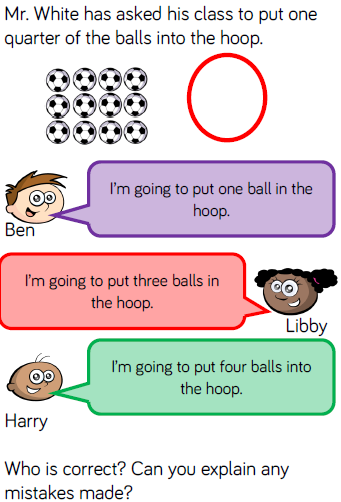 Mr. White has asked his class to put one
quarter of the balls into the hoop.
I'm going to put one ball in the
hoop.
Ben
I'm going to put three balls in
the hoop.
Libby
I'm going to put four balls into
the hoop.
Harry
Who is correct? Can you explain any
mistakes made?